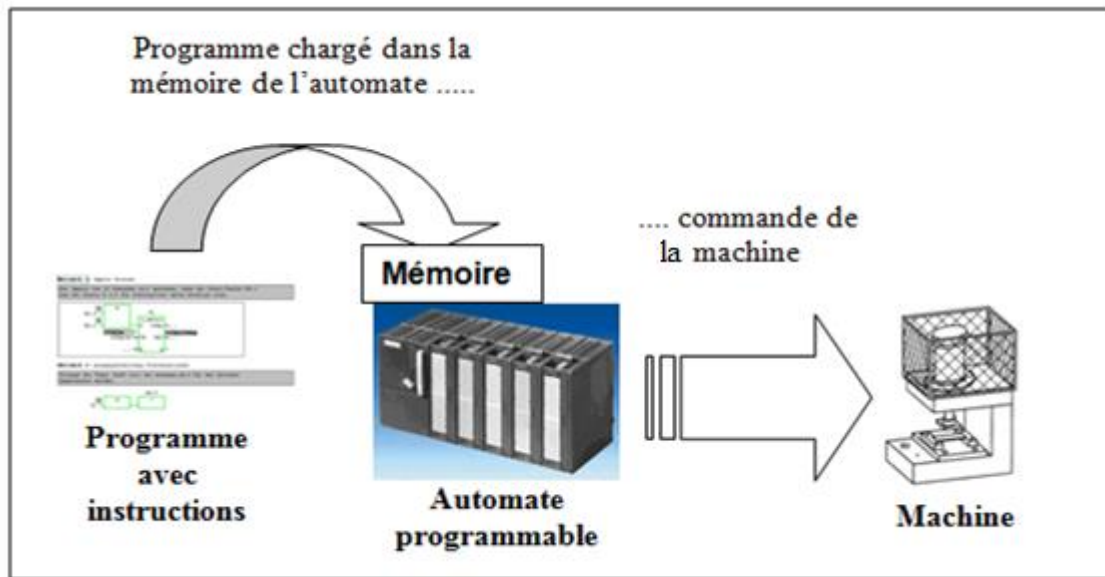 Programme chargé dans la
mémoire de l'automate .....
.... commande de
la machine
Mémoire
Programme
avec
instructions
Automate
programmable
Machine